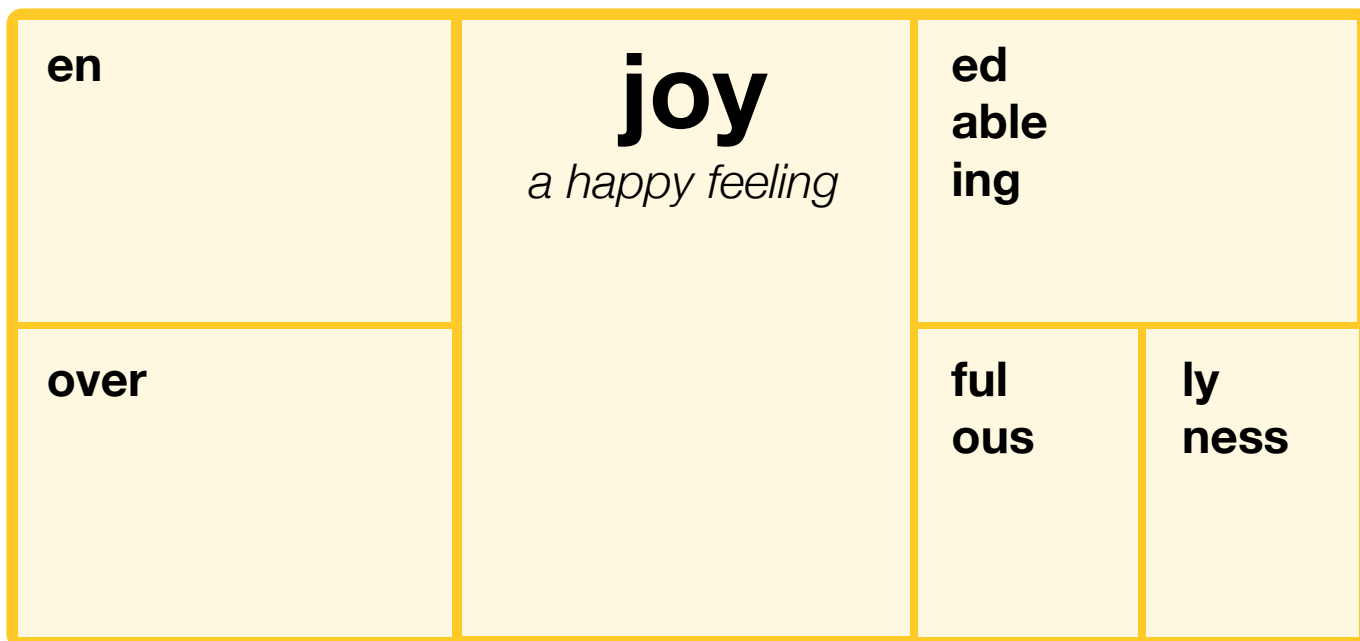 en
joy
a happy feeling
ed
able
ing
over
ful
ous
ly
ness